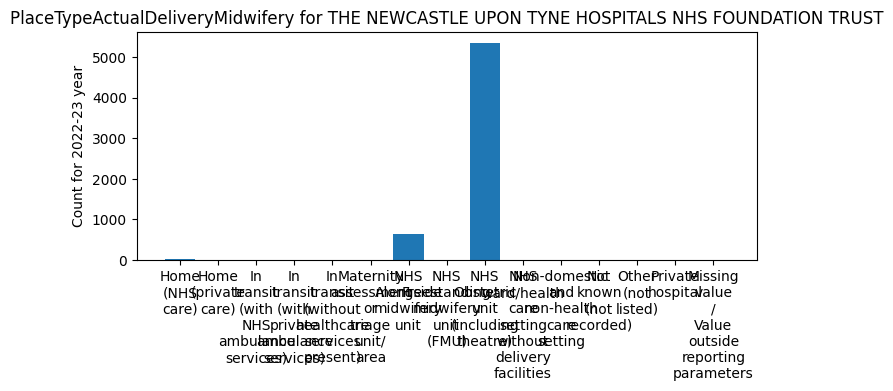 PlaceTypeActualDeliveryMidwifery for THE NEWCASTLE UPON TYNE HOSPITALS NHS FOUNDATION TRUST
Count for 2022-23 year
5000
4000
3000
2000
1000
0
Home
(NHS
care)
Home
(private
care)
In
transit
(with
NHS
ambulance
services)
In
transit
(with
private
ambulance
services)
In
transit
(without
healthcare
services
present)
Maternity
assessment
or
triage
unit/
area
NHS
Alongside
midwifery
unit
NHS
Freestanding
midwifery
unit
(FMU)
NHS
Obstetric
unit
(including
theatre)
NHS
ward/health
care
setting
without
delivery
facilities
Non-domestic
and
non-health
care
setting
Not
known
(not
recorded)
Other
(not
listed)
Private
hospital
Missing
value
/
Value
outside
reporting
parameters